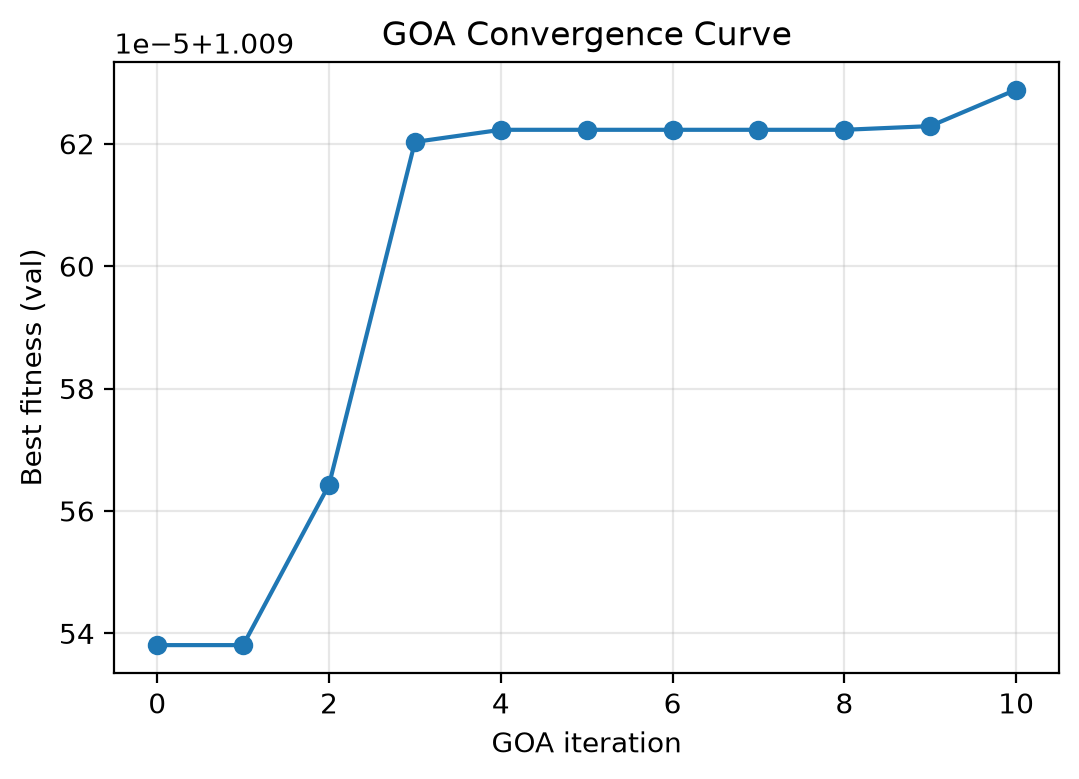 GOA Convergence Curve
1e−5+1.009
62
60
58
56
54
Best fitness (val)
0 2 4 6 8 10
GOA iteration